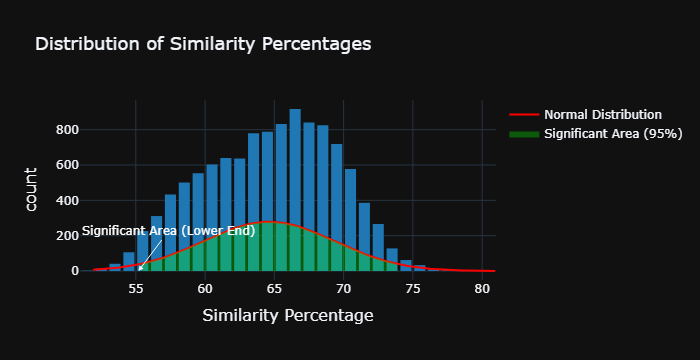 Distribution of Similarity Percentages
Normal Distribution
Significant Area (95%)
800
600
400
200
0
count
Significant Area (Lower End)
55
60
65
70
75
80
Similarity Percentage